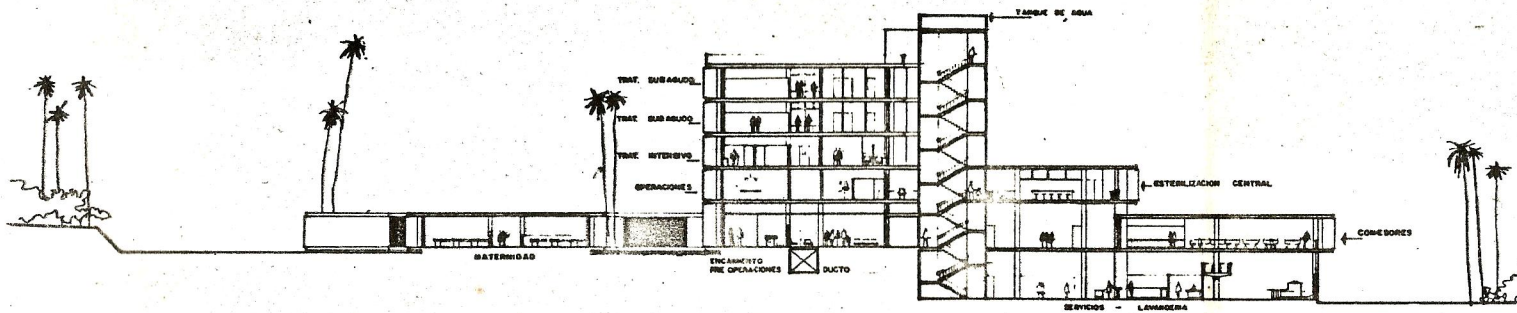 TANQUE DE AGUA
TRAT. SUBAGUDO
TRAT. SUBAGUDO
TRAT. INTENSIVO
OPERACIONES
ESTERILIZACION CENTRAL
COMEDORES
MATERNIDAD
ENCAMIENTO
PRE OPERACIONES
DUCTO
SERVICIOS - LAVANDERIA